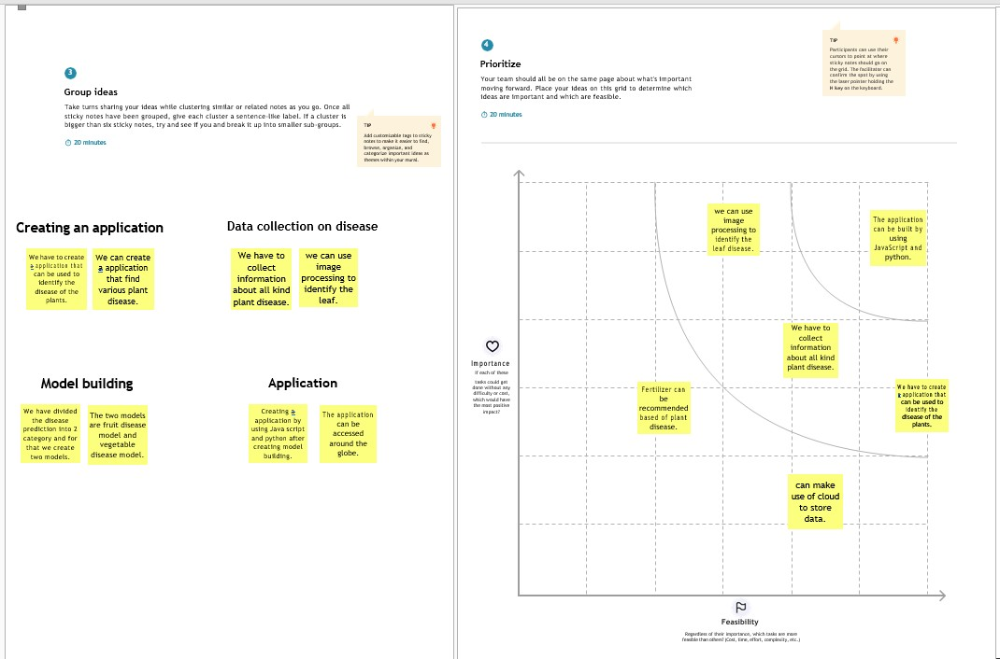 3
Group ideas
Take turns sharing your ideas while clustering similar or related notes as you go. Once all
sticky notes have been grouped, give each cluster a sentence-like label. If a cluster is
bigger than six sticky notes, try and see if you and break it up into smaller sub-groups.
20 minutes
TIP
Add customizable tags to sticky
notes to make it easier to find,
browse, organize, and
categorize important ideas as
themes within your mural.
Creating an application
We have to create
a application that
can be used to
identify the
disease of the
plants.
We can create
a application
that find
various plant
disease.
Data collection on disease
We have to
collect
information
about all kind
plant disease.
we can use
image
processing to
identify the
leaf.
Model building
We have divided
the disease
prediction into 2
category and for
that we create
two models.
The two models
are fruit disease
model and
vegetable
disease model.
Application
Creating a
application by
using Java script
and python after
creating model
building.
The application
can be
accessed
around the
globe.
4
Prioritize
Your team should all be on the same page about what's important
moving forward. Place your ideas on this grid to determine which
ideas are important and which are feasible.
20 minutes
TIP
Participants can use their
cursors to point at where
sticky notes should go on
the grid. The facilitator can
confirm the spot by using
the laser pointer holding the
H key on the keyboard.
we can use
image
processing to
identify the
leaf disease.
The application
can be built by
using
JavaScript and
python.
We have to
collect
information
about all kind
plant disease.
Importance
If each of these
tasks could get
done without any
difficulty or cost,
which would have
the most positive
impact?
Fertilizer can
be
recommended
based of plant
disease.
We have to create
a application that
can be used to
identify the
disease of the
plants.
can make
use of cloud
to store
data.
Feasibility
Regardless of their importance, which tasks are more
feasible than others? (Cost, time, effort, complexity, etc.)